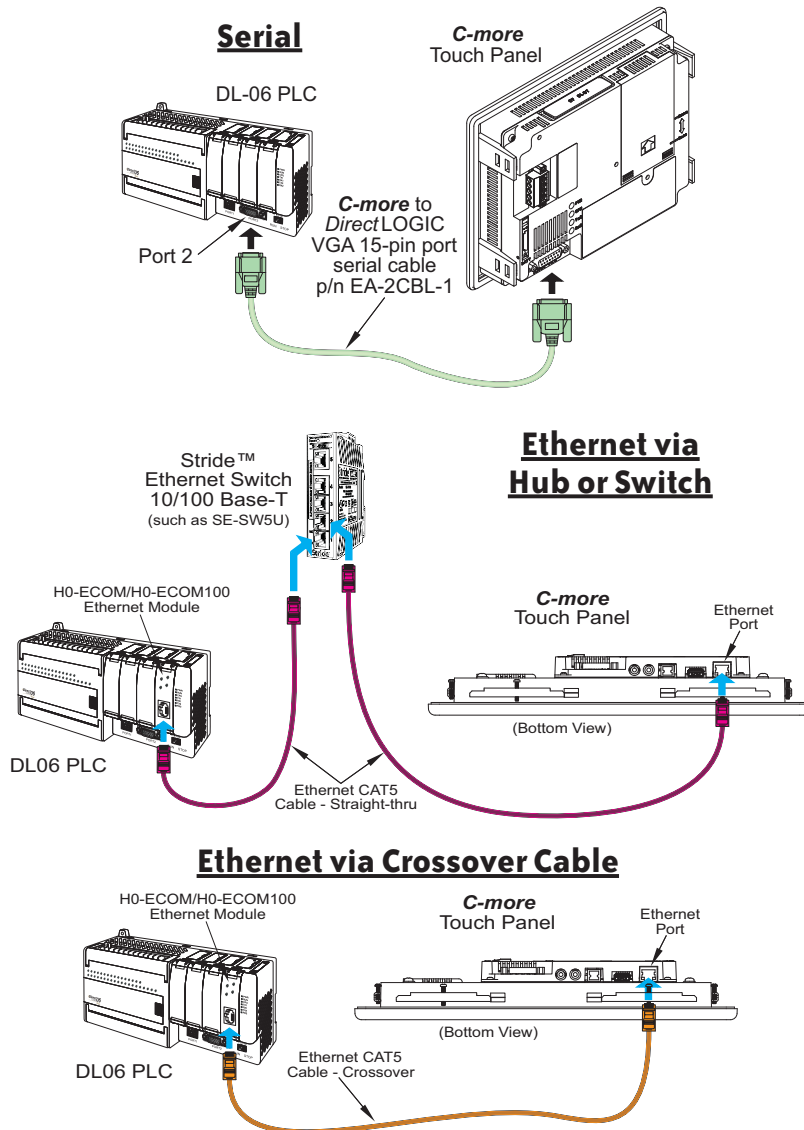 Serial
C-more
Touch Panel
DL-06 PLC
Port 2
C-more to
DirectLOGIC
VGA 15-pin port
serial cable
p/n EA-2CBL-1
Ethernet via
Hub or Switch
Stride™
Ethernet Switch
10/100 Base-T
(such as SE-SW5U)
H0-ECOM/H0-ECOM100
Ethernet Module
C-more
Touch Panel
Ethernet
Port
(Bottom View)
DL06 PLC
Ethernet CAT5
Cable - Straight-thru
Ethernet via Crossover Cable
H0-ECOM/H0-ECOM100
Ethernet Module
C-more
Touch Panel
Ethernet
Port
(Bottom View)
DL06 PLC
Ethernet CAT5
Cable - Crossover